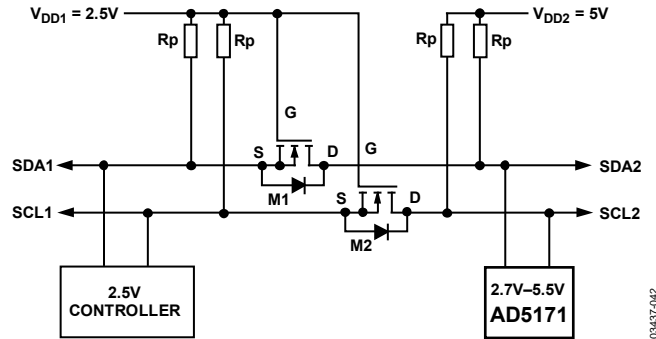 VDD1 = 2.5V
VDD2 = 5V
Rp
Rp
Rp
Rp
G
S
D
G
SDA1
SDA2
M1
S
D
SCL1
SCL2
M2
2.5V
CONTROLLER
2.7V–5.5V
AD5171
03437-042